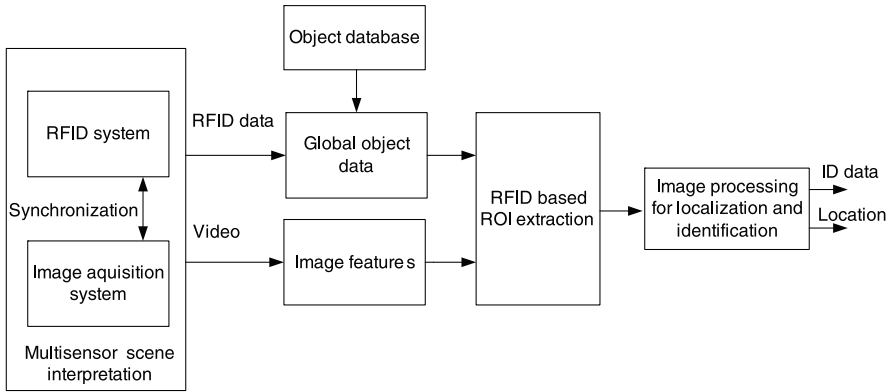 Object database
RFID system
RFID data
Global object
data
Synchronization
Video
Image aquisition
system
Image features
Multisensor scene
interpretation
RFID based
ROI extraction
Image processing
for localization and
identification
ID data
Location